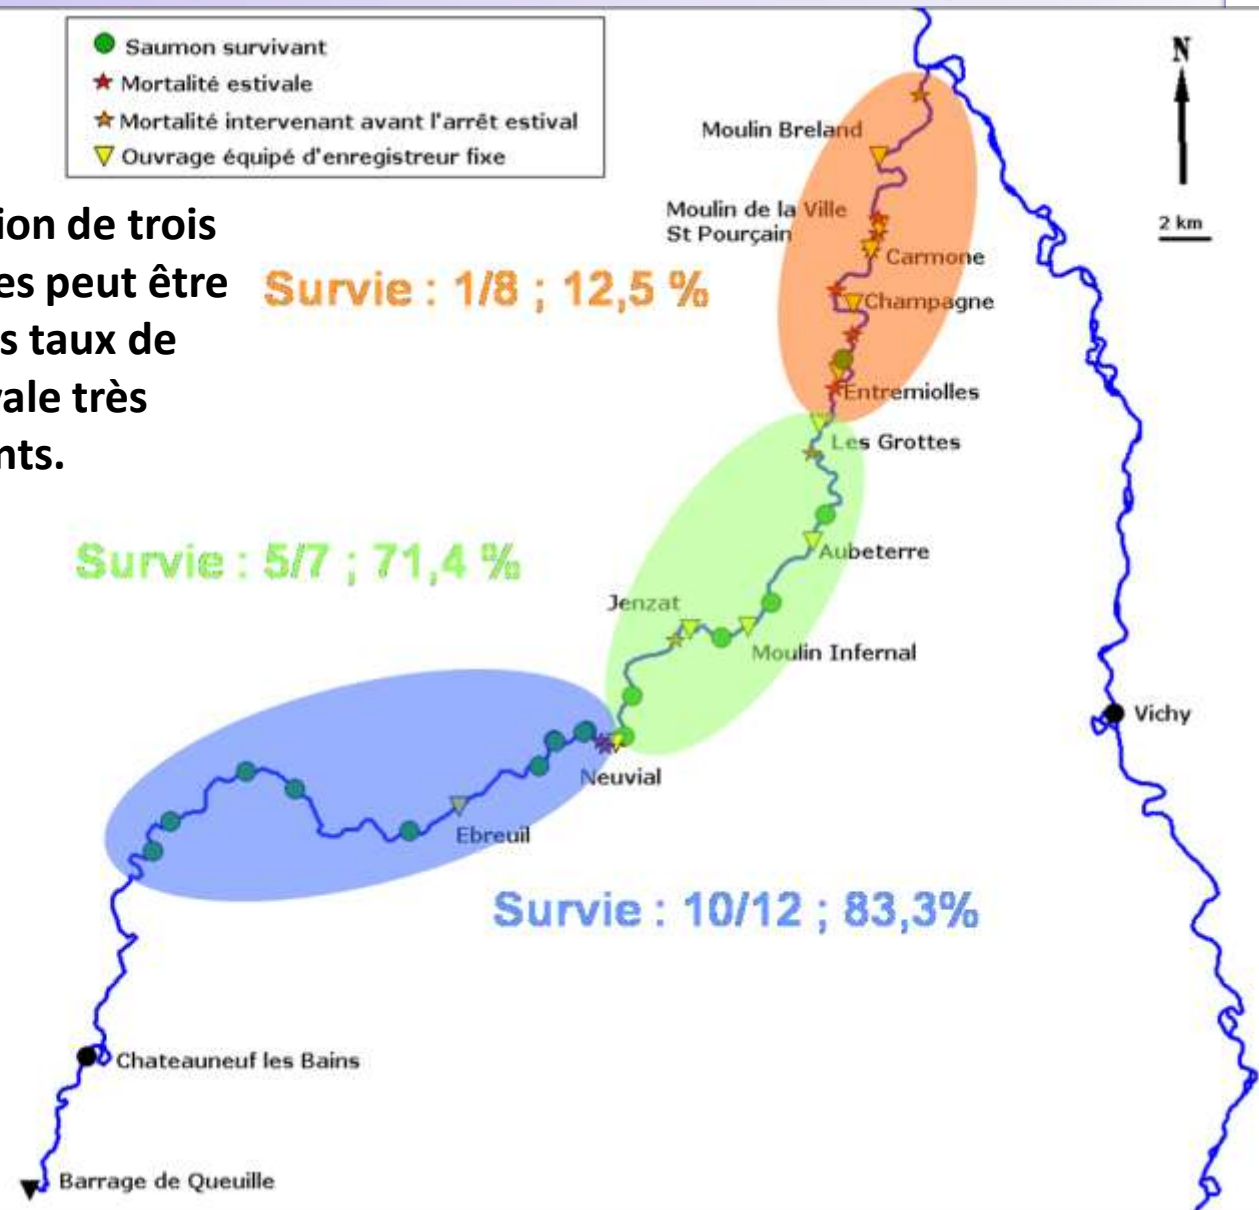 Saumon survivant
Mortalité estivale
Mortalité intervenant avant l'arrêt estival
Ouvrage équipé d'enregistreur fixe
N
2 km
ion de trois
es peut être
s taux de
vale très
nts.
Moulin Breland
Moulin de la Ville
St Pourçain
Carmone
Survie : 1/8 ; 12,5 %
Champagne
Entremiolles
Les Grottes
Survie : 5/7 ; 71,4 %
Aubeterre
Jenzat
Moulin Infernal
Vichy
Neuvial
Ebreuil
Survie : 10/12 ; 83,3%
Chateauneuf les Bains
Barrage de Queuille